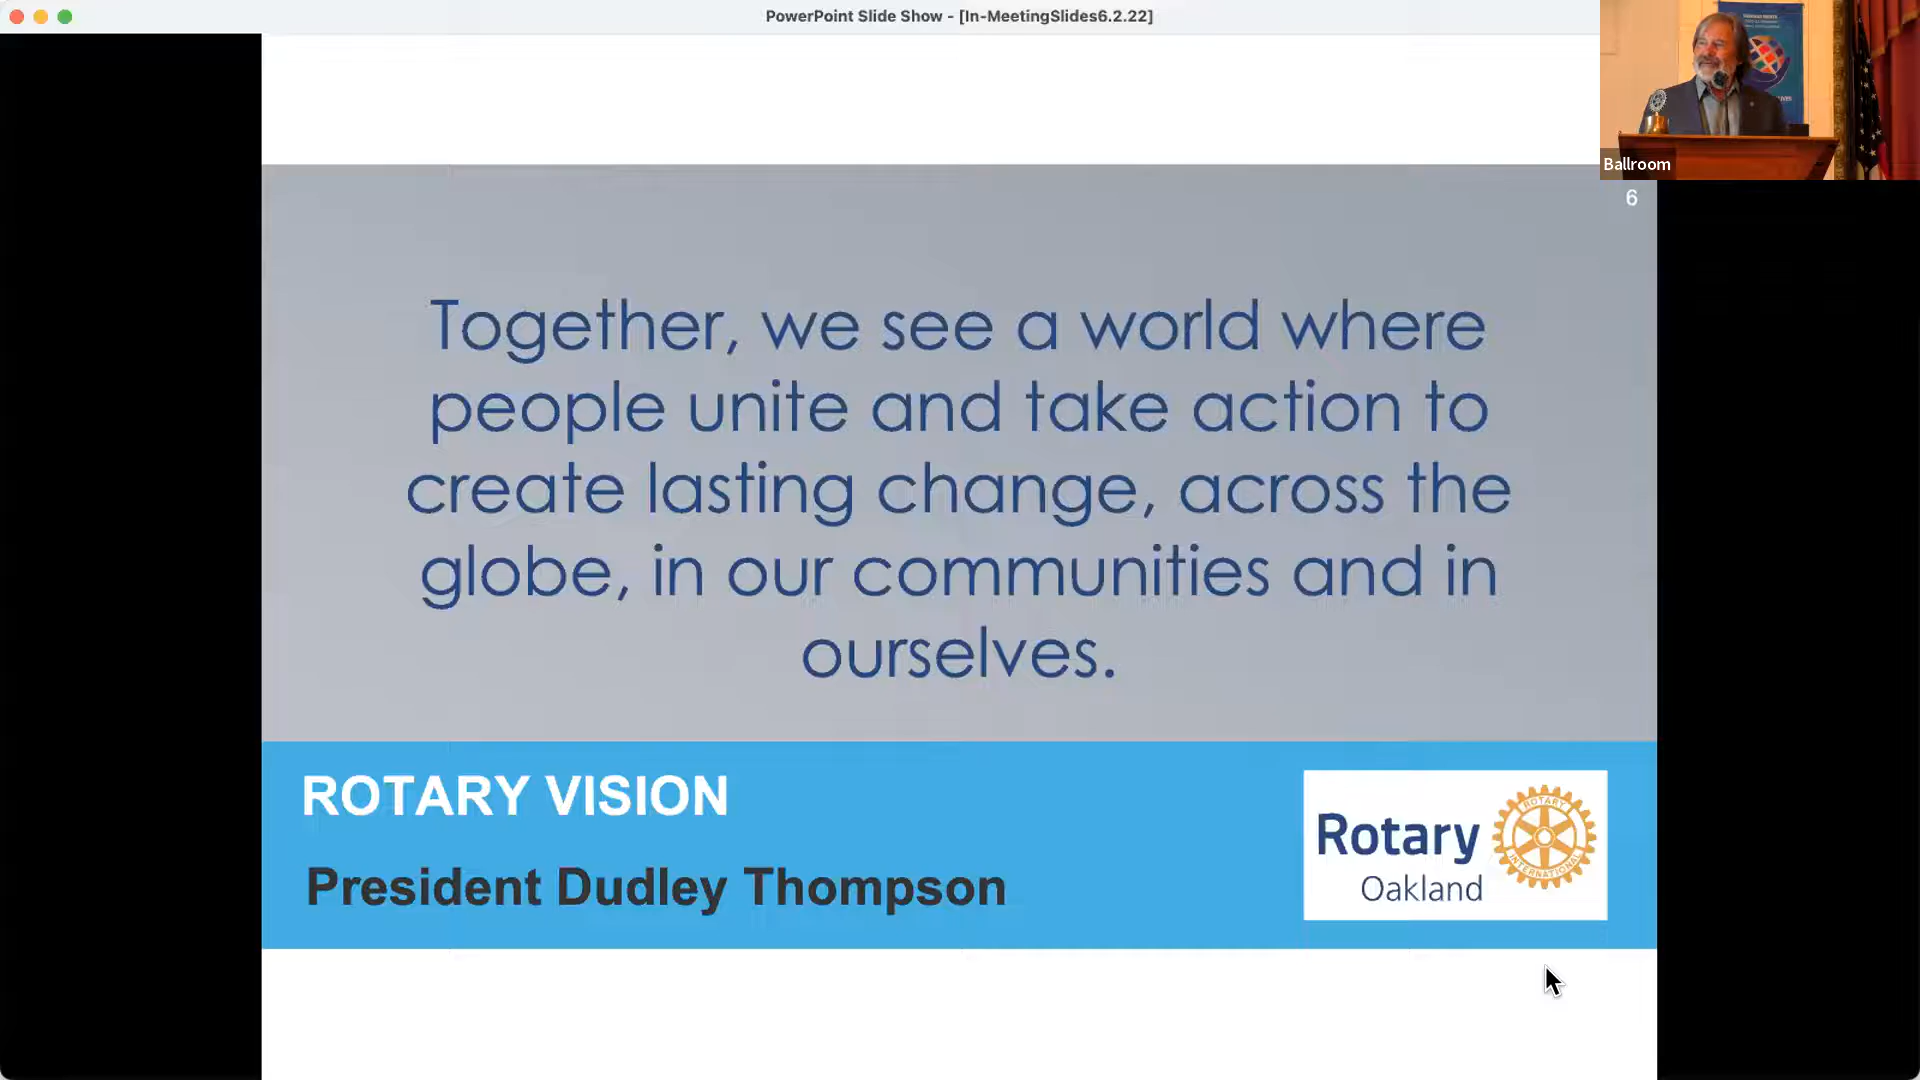 PowerPoint Slide Show - [In-MeetingSlides6.2.22]
Ballroom
6
Together, we see a world where
people unite and take action to
create lasting change, across the
globe, in our communities and in
ourselves.
ROTARY VISION
President Dudley Thompson
Rotary
Oakland
ROTARY
INTERNATIONAL